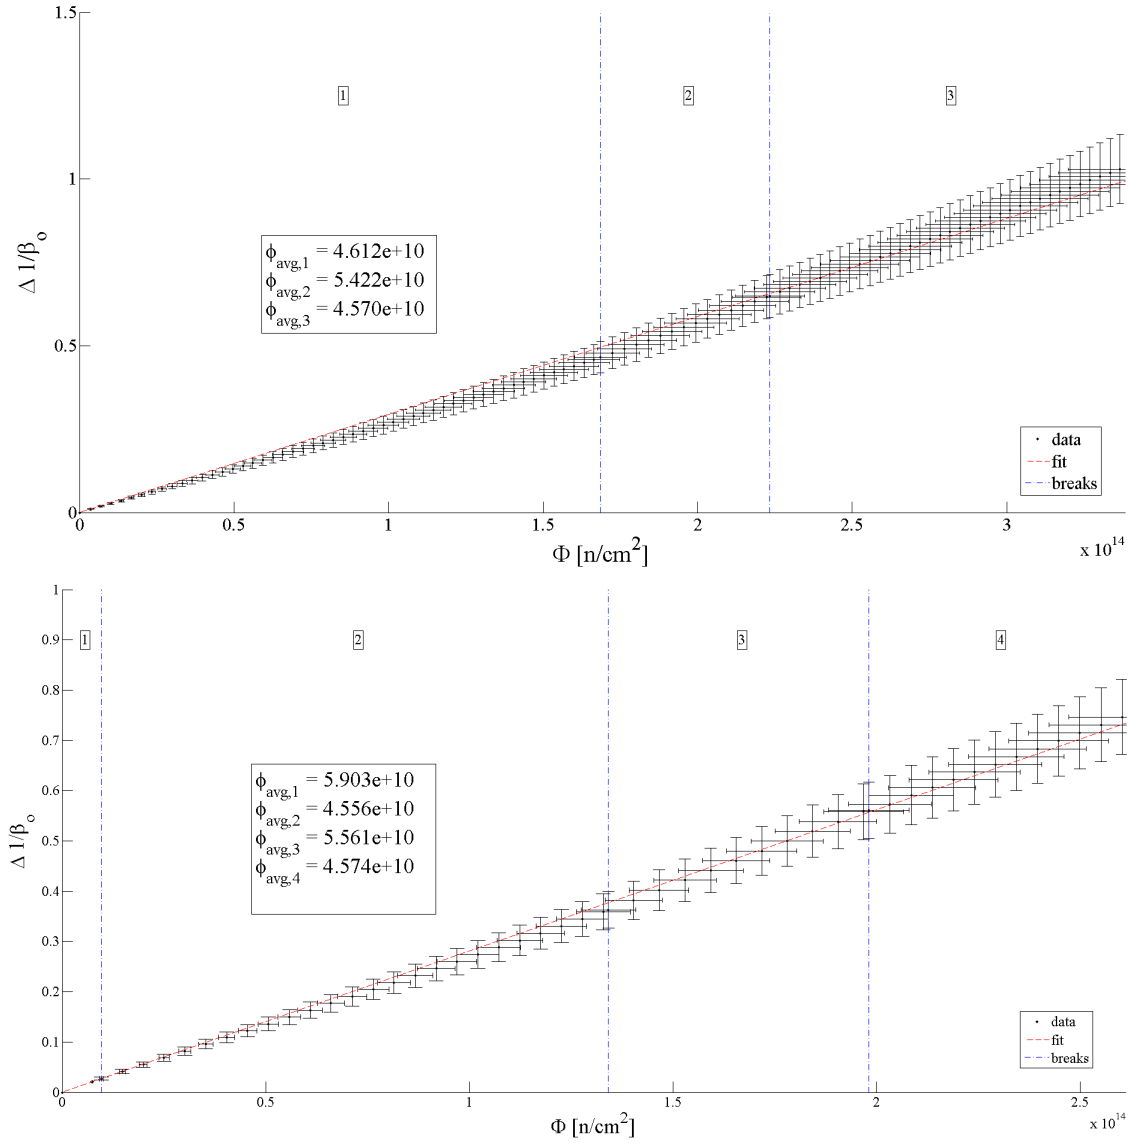 1.5
1
2
3
Δ 1/β_o
1
ϕ_avg,1 = 4.612e+10
ϕ_avg,2 = 5.422e+10
ϕ_avg,3 = 4.570e+10
0.5
data
fit
breaks
0
0 0.5 1 1.5 2 2.5 3
Φ [n/cm^2]
x 10^14
1
0.9
1
2
3
4
0.8
0.7
0.6
Δ 1/β_o
ϕ_avg,1 = 5.903e+10
ϕ_avg,2 = 4.556e+10
ϕ_avg,3 = 5.561e+10
ϕ_avg,4 = 4.574e+10
0.5
0.4
0.3
0.2
0.1
data
fit
breaks
0
0 0.5 1 1.5 2 2.5
Φ [n/cm^2]
x 10^14